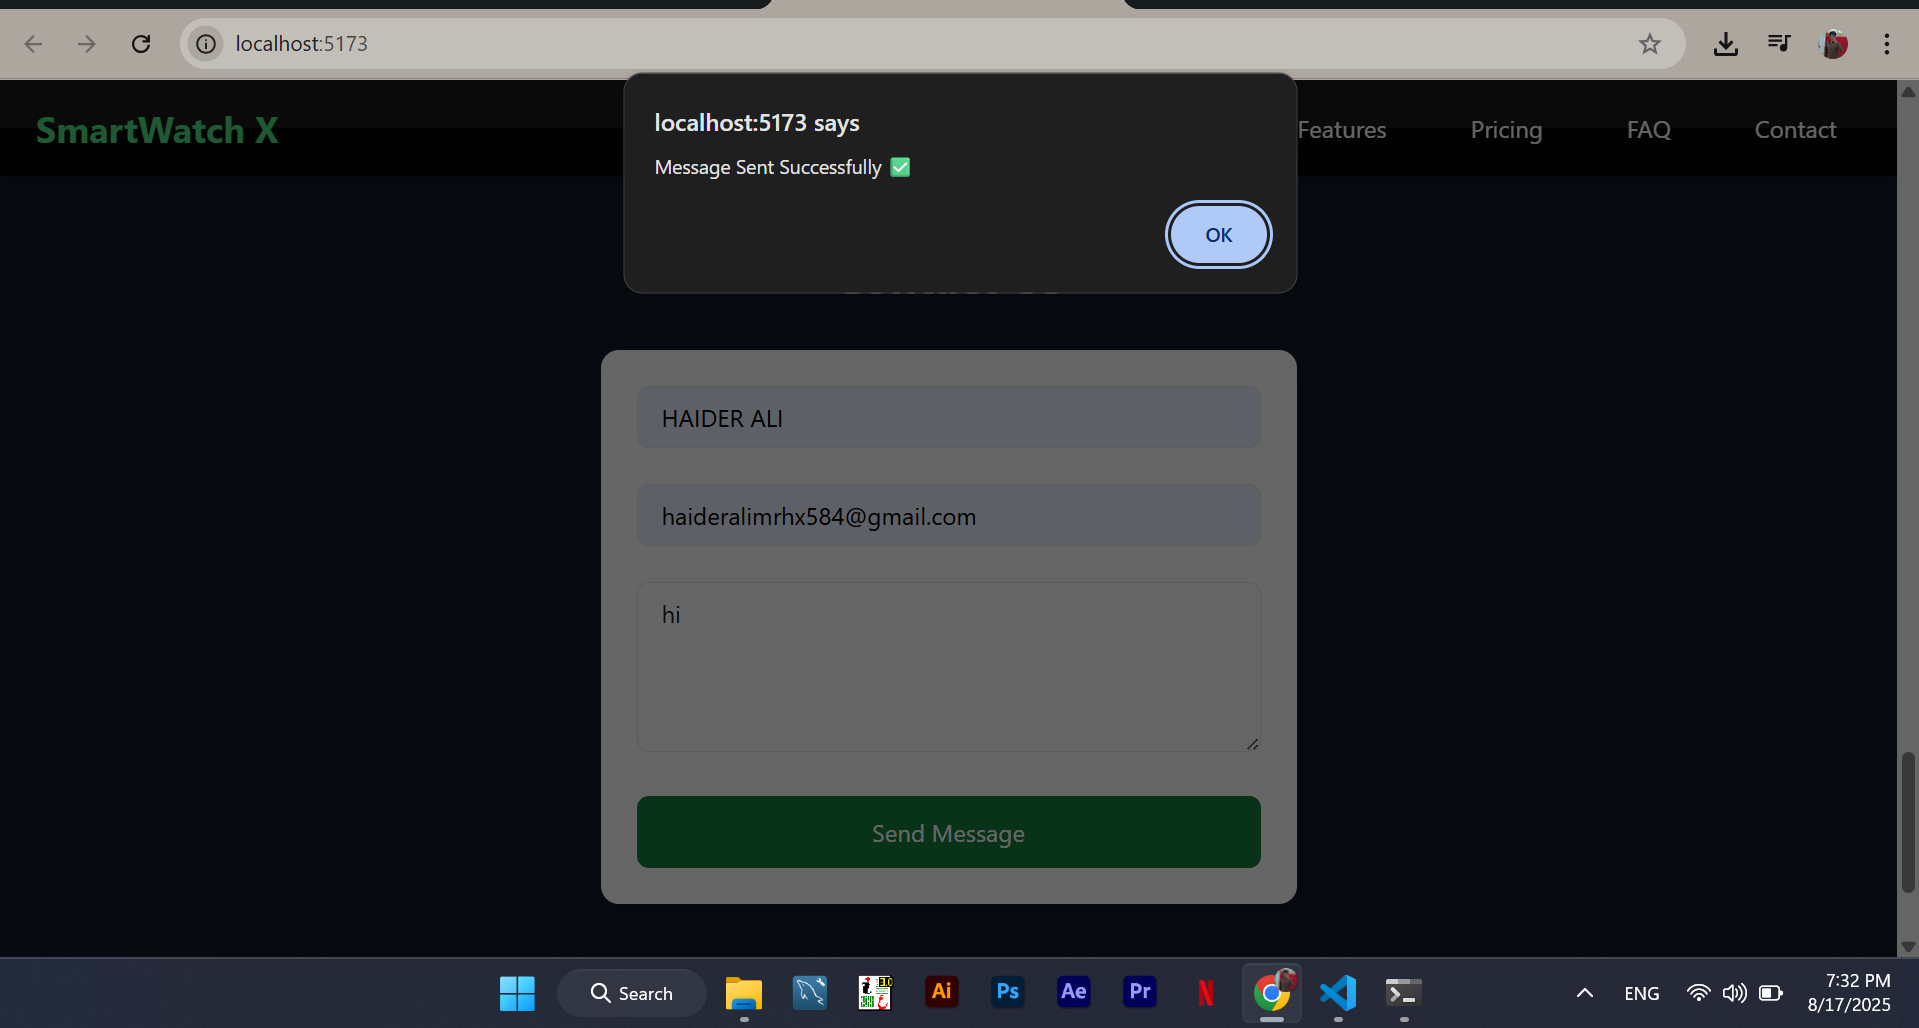 localhost:5173
SmartWatch X
Features
Pricing
FAQ
Contact
localhost:5173 says
Message Sent Successfully ✅
OK
HAIDER ALI
haideralimrhx584@gmail.com
hi
Send Message
Search
Ai
Ps
Ae
Pr
N
ENG
7:32 PM
8/17/2025